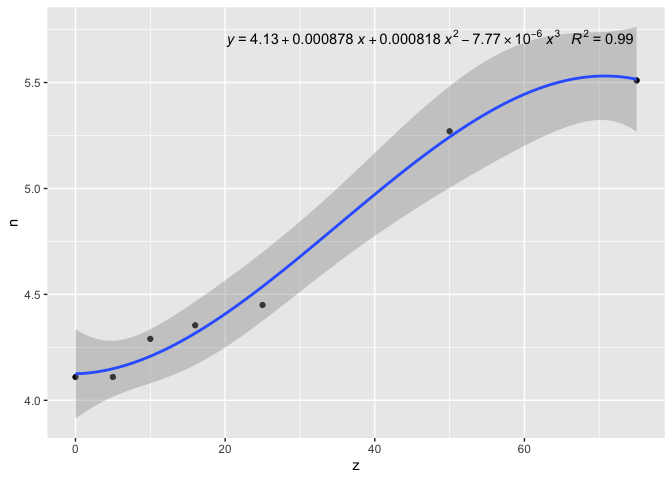 y = 4.13 + 0.000878 x + 0.000818 x² − 7.77 × 10⁻⁶ x³   R² = 0.99
5.5
5.0
4.5
4.0
n
0 20 40 60
z